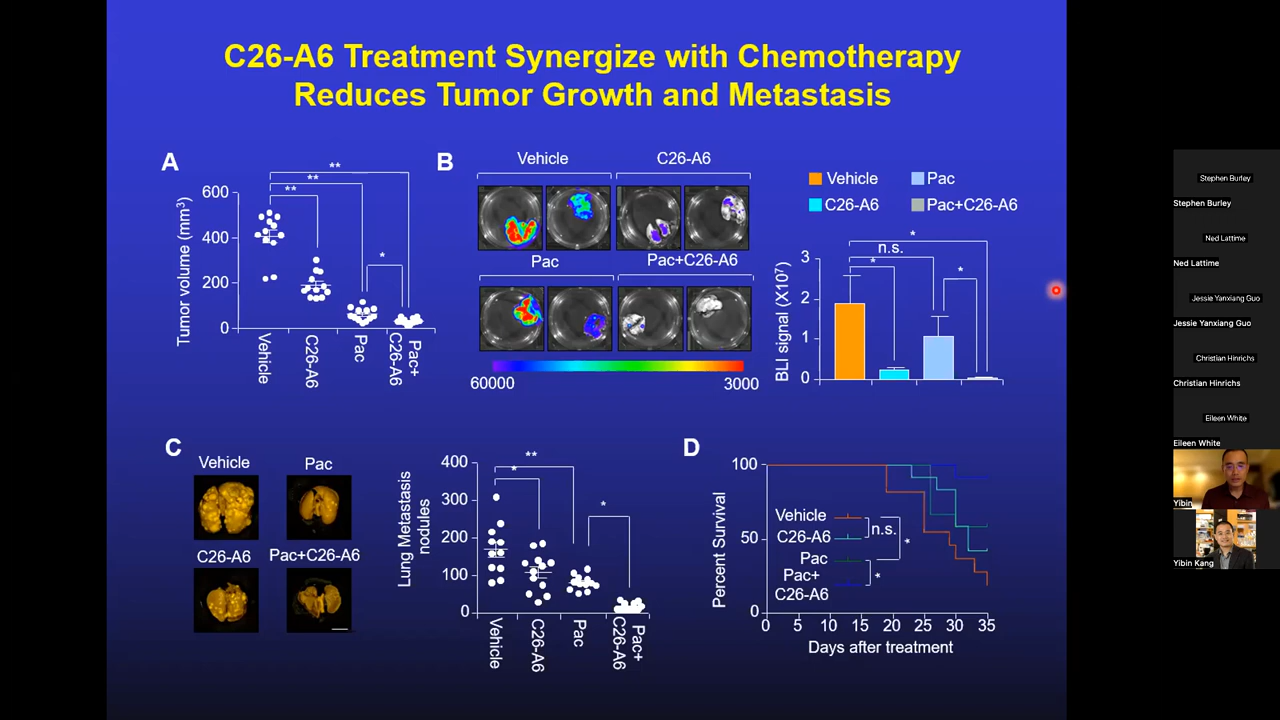 C26-A6 Treatment Synergize with Chemotherapy
Reduces Tumor Growth and Metastasis
A
Tumor volume (mm³)
600
400
200
0
**
**
**
*
Vehicle
C26-A6
Pac
Pac+
C26-A6
B
Vehicle
C26-A6
Pac
Pac+C26-A6
60000
3000
Vehicle
Pac
C26-A6
Pac+C26-A6
BLI signal (X10⁷)
3
2
1
0
*
n.s.
*
*
C
Vehicle
Pac
C26-A6
Pac+C26-A6
Lung Metastasis
nodules
400
300
200
100
0
**
*
*
Vehicle
C26-A6
Pac
Pac+
C26-A6
D
Percent Survival
100
50
0
Vehicle
C26-A6
Pac
Pac+
C26-A6
n.s.
*
*
0 5 10 15 20 25 30 35
Days after treatment
Stephen Burley
Stephen Burley
Ned Lattime
Ned Lattime
Jessie Yanxiang Guo
Jessie Yanxiang Guo
Christian Hinrichs
Christian Hinrichs
Eileen White
Eileen White
Yibin
Yibin Kang